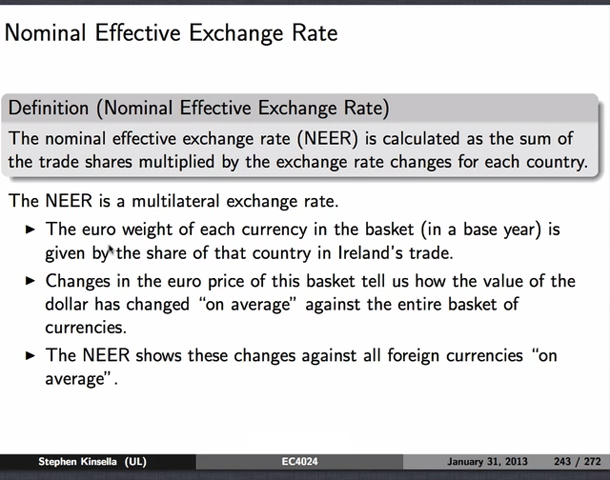 Nominal Effective Exchange Rate
Definition (Nominal Effective Exchange Rate)
The nominal effective exchange rate (NEER) is calculated as the sum of
the trade shares multiplied by the exchange rate changes for each country.
The NEER is a multilateral exchange rate.
► The euro weight of each currency in the basket (in a base year) is
given by the share of that country in Ireland's trade.
► Changes in the euro price of this basket tell us how the value of the
dollar has changed “on average” against the entire basket of
currencies.
► The NEER shows these changes against all foreign currencies “on
average”.
Stephen Kinsella (UL) EC4024 January 31, 2013 243 / 272